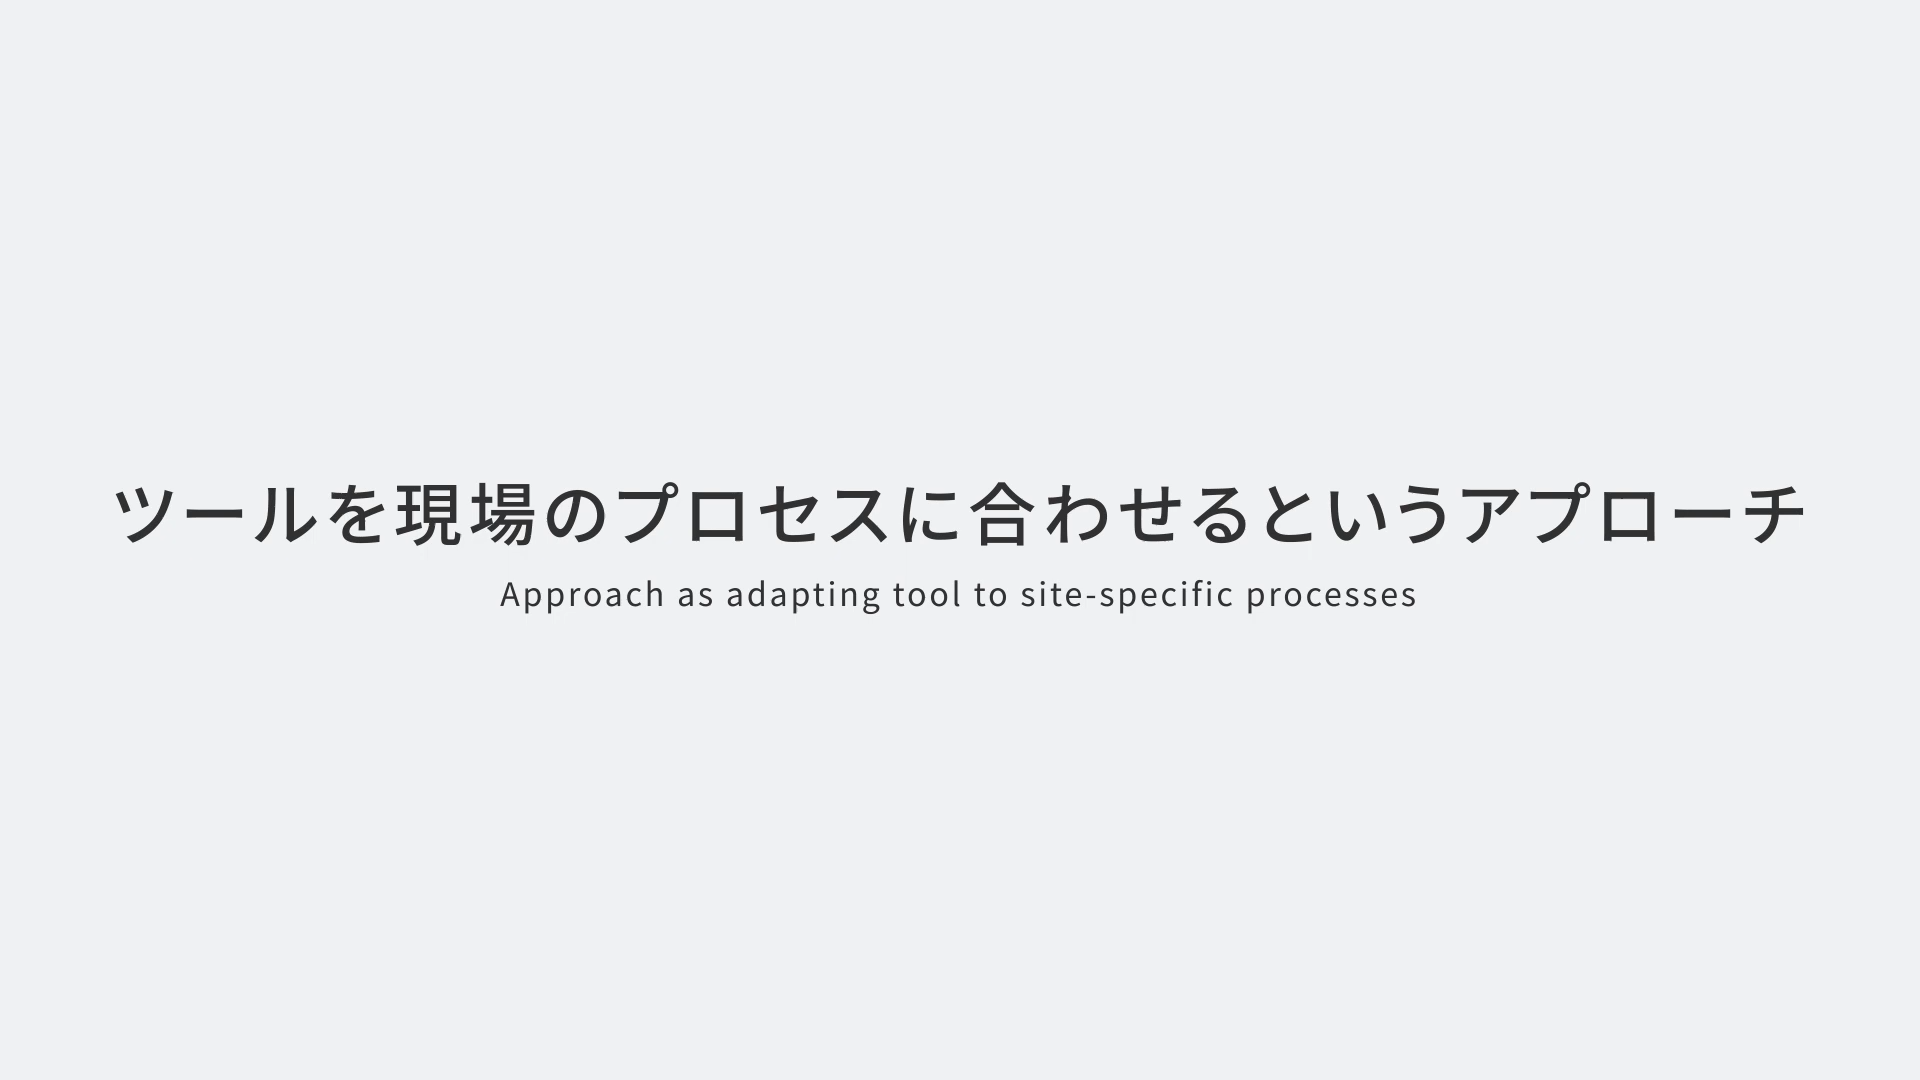 ツールを現場のプロセスに合わせるというアプローチ
Approach as adapting tool to site-specific processes